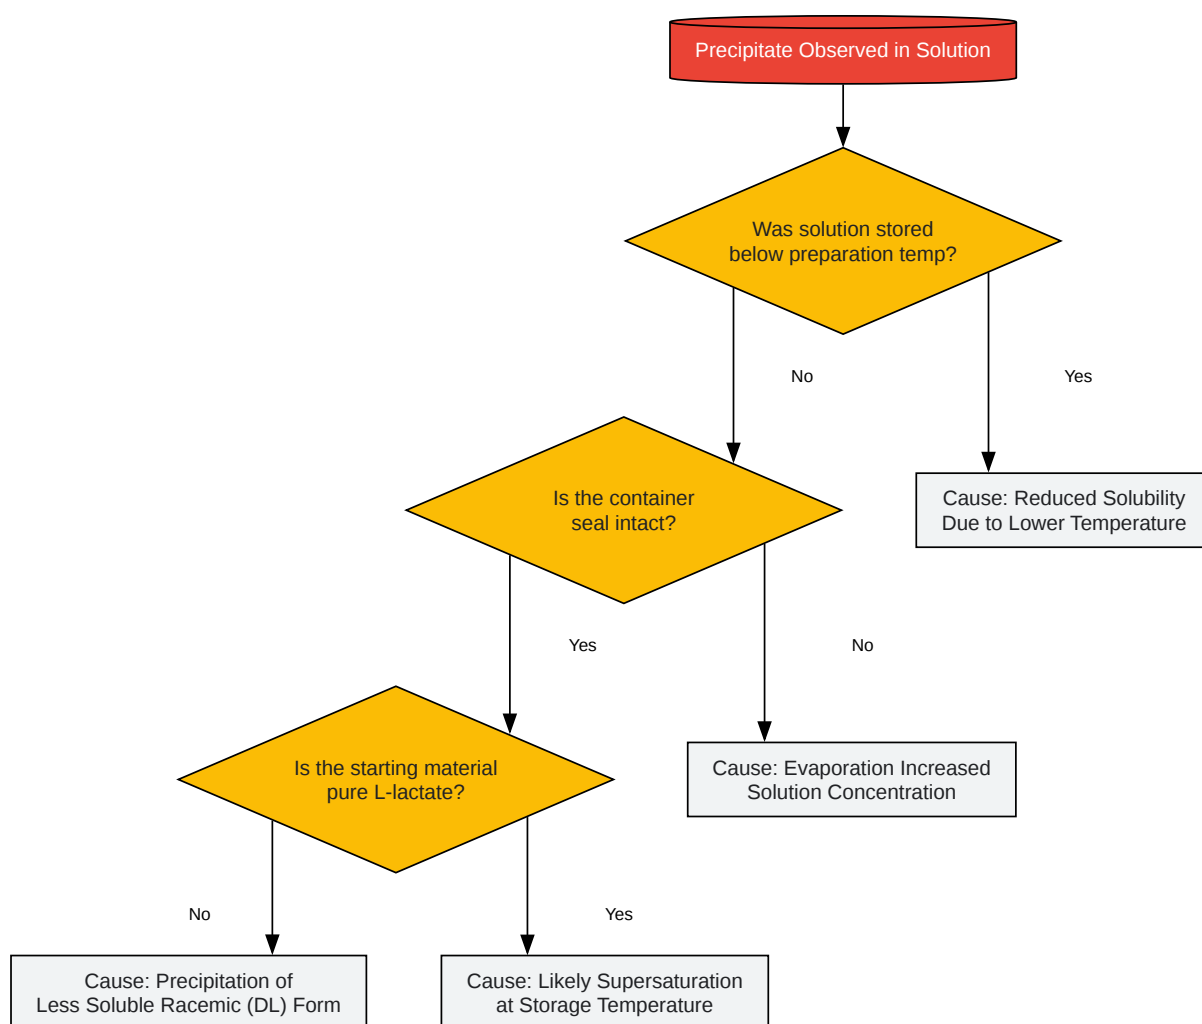 Precipitate Observed in Solution
Was solution stored
below preparation temp?
No
Yes
Is the container
seal intact?
Cause: Reduced Solubility
Due to Lower Temperature
Yes
No
Is the starting material
pure L-lactate?
Cause: Evaporation Increased
Solution Concentration
No
Yes
Cause: Precipitation of
Less Soluble Racemic (DL) Form
Cause: Likely Supersaturation
at Storage Temperature